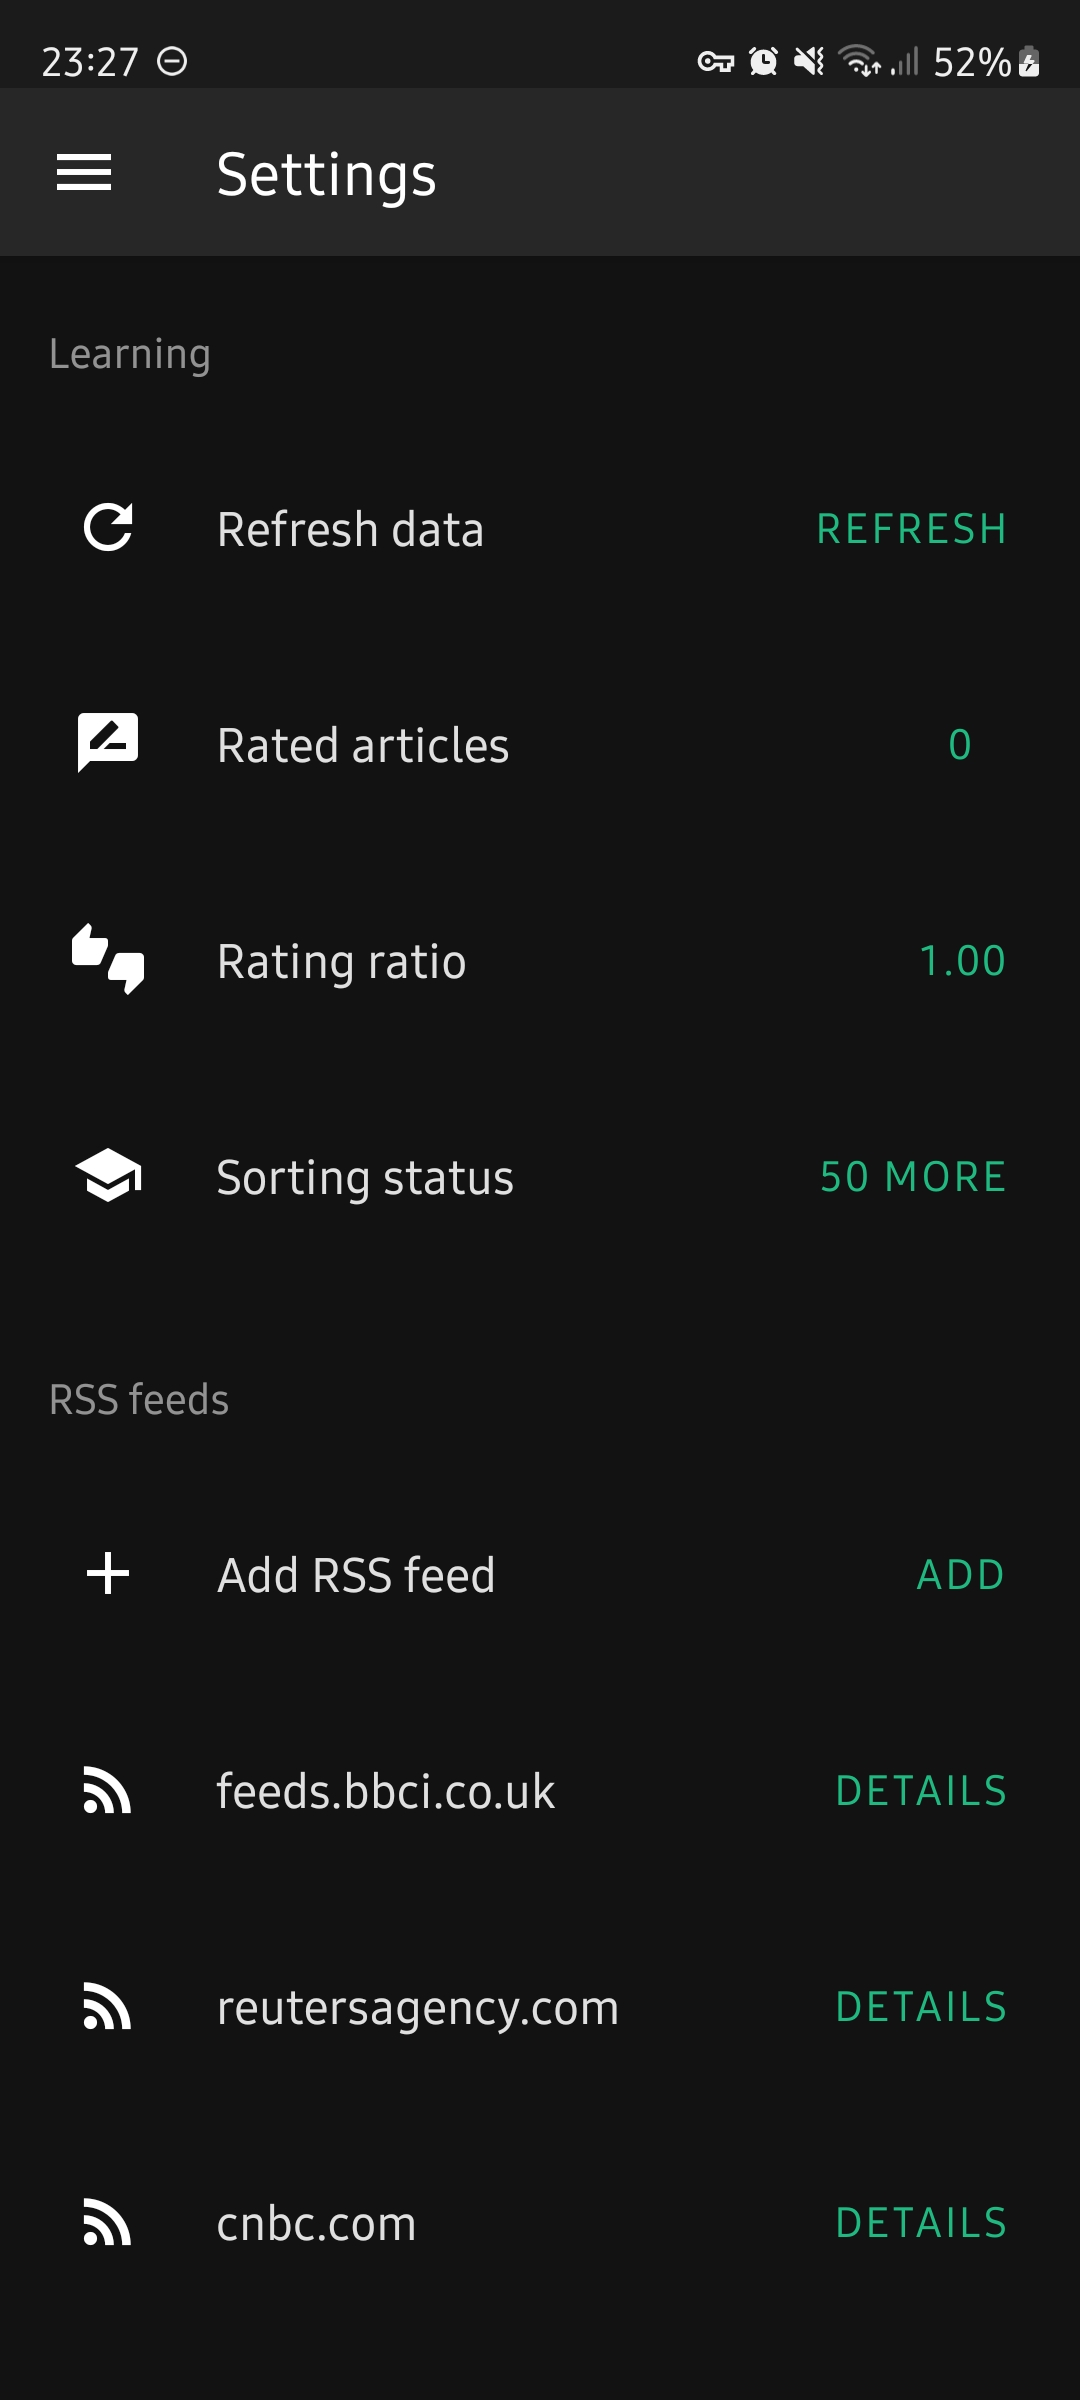 23:27 52%
Settings
Learning
Refresh data REFRESH
Rated articles 0
Rating ratio 1.00
Sorting status 50 MORE
RSS feeds
Add RSS feed ADD
feeds.bbci.co.uk DETAILS
reutersagency.com DETAILS
cnbc.com DETAILS